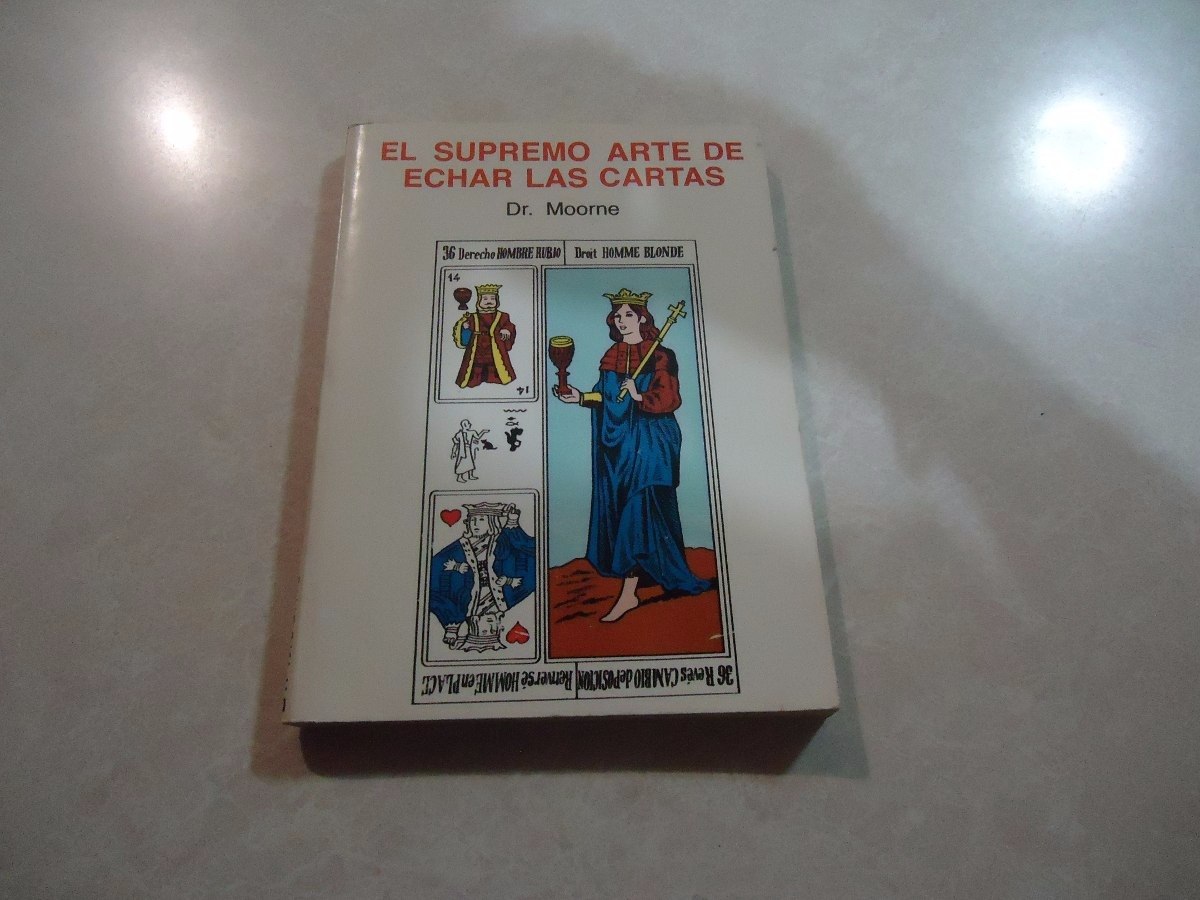 EL SUPREMO ARTE DE
ECHAR LAS CARTAS
Dr. Moorne
36 Derecho HOMBRE RUBIO
Droit HOMME BLONDE
14
14
36 Revés CAMBIO de POSICION
Renversé HOMME en PLACE